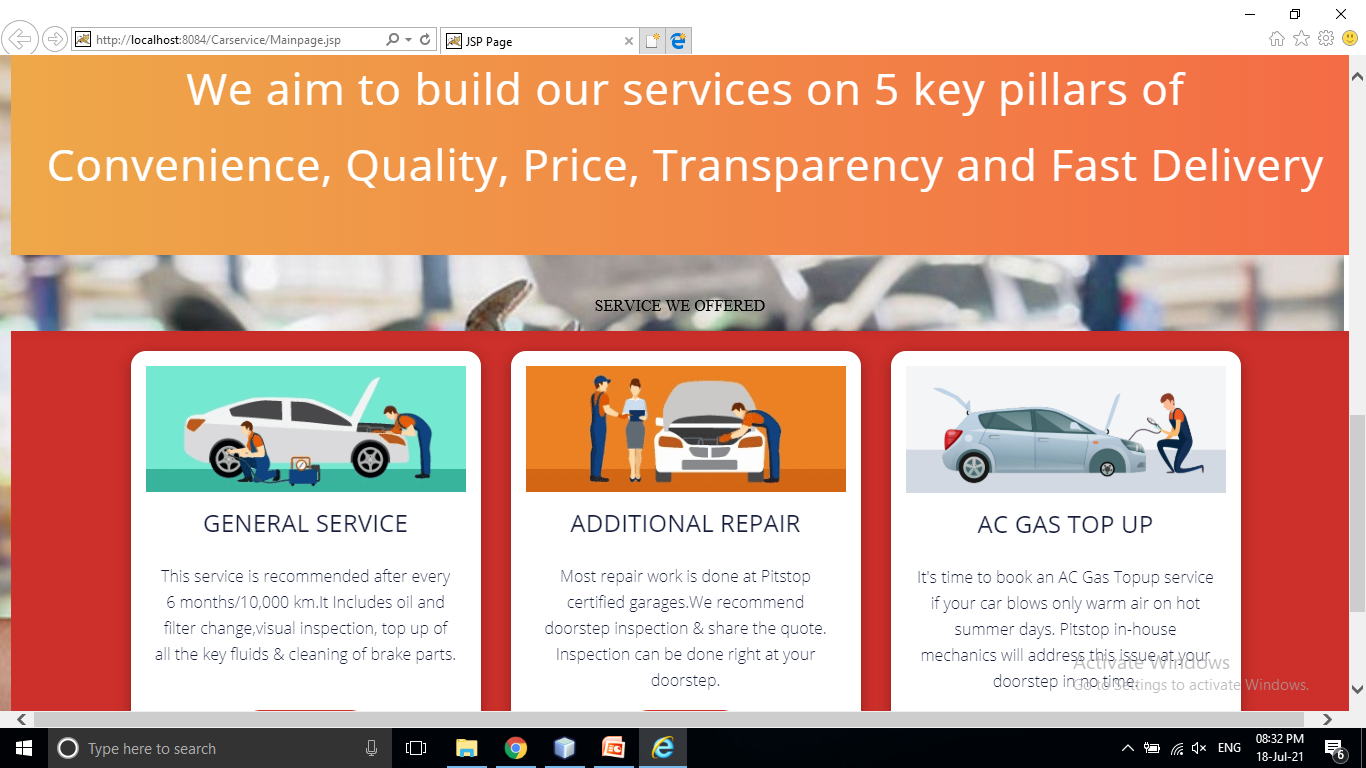 http://localhost:8084/Carservice/Mainpage.jsp
JSP Page
We aim to build our services on 5 key pillars of
Convenience, Quality, Price, Transparency and Fast Delivery
SERVICE WE OFFERED
GENERAL SERVICE
This service is recommended after every
6 months/10,000 km.It Includes oil and
filter change,visual inspection, top up of
all the key fluids & cleaning of brake parts.
ADDITIONAL REPAIR
Most repair work is done at Pitstop
certified garages.We recommend
doorstep inspection & share the quote.
Inspection can be done right at your
doorstep.
AC GAS TOP UP
It's time to book an AC Gas Topup service
if your car blows only warm air on hot
summer days. Pitstop in-house
mechanics will address this issue at your
doorstep in no time.
Activate Windows
Go to Settings to activate Windows.
Type here to search
ENG
08:32 PM
18-Jul-21
6